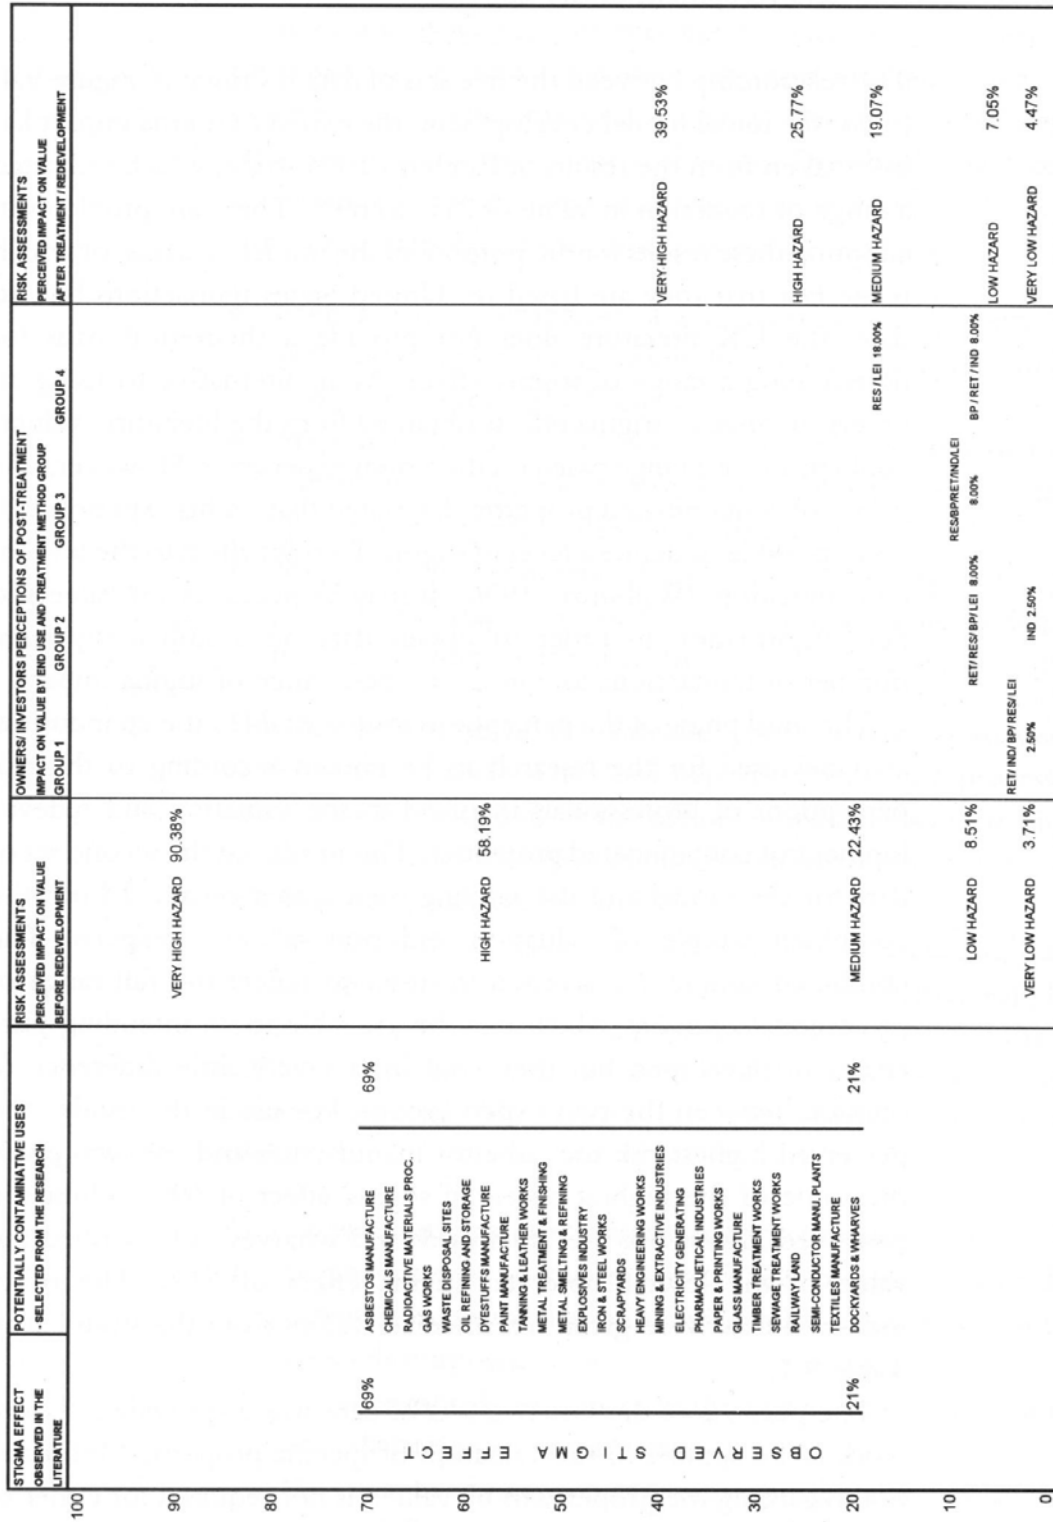 STIGMA EFFECT
OBSERVED IN THE
LITERATURE
POTENTIALLY CONTAMINATIVE USES
- SELECTED FROM THE RESEARCH
RISK ASSESSMENTS
PERCEIVED IMPACT ON VALUE
BEFORE REDEVELOPMENT
OWNERS/ INVESTORS PERCEPTIONS OF POST-TREATMENT
IMPACT ON VALUE BY END USE AND TREATMENT METHOD GROUP
GROUP 1 GROUP 2 GROUP 3 GROUP 4
RISK ASSESSMENTS
PERCEIVED IMPACT ON VALUE
AFTER TREATMENT / REDEVELOPMENT
100
90
80
70
60
50
40
30
20
10
0
OBSERVED STIGMA EFFECT
69%
21%
ASBESTOS MANUFACTURE
CHEMICALS MANUFACTURE
RADIOACTIVE MATERIALS PROC.
GAS WORKS
WASTE DISPOSAL SITES
OIL REFINING AND STORAGE
DYESTUFFS MANUFACTURE
PAINT MANUFACTURE
TANNING & LEATHER WORKS
METAL TREATMENT & FINISHING
METAL SMELTING & REFINING
EXPLOSIVES INDUSTRY
IRON & STEEL WORKS
SCRAPYARDS
HEAVY ENGINEERING WORKS
MINING & EXTRACTIVE INDUSTRIES
ELECTRICITY GENERATING
PHARMACUETICAL INDUSTRIES
PAPER & PRINTING WORKS
GLASS MANUFACTURE
TIMBER TREATMENT WORKS
SEWAGE TREATMENT WORKS
RAILWAY LAND
SEMI-CONDUCTOR MANU. PLANTS
TEXTILES MANUFACTURE
DOCKYARDS & WHARVES
69%
21%
VERY HIGH HAZARD 90.38%
HIGH HAZARD 58.19%
MEDIUM HAZARD 22.43%
LOW HAZARD 8.51%
VERY LOW HAZARD 3.71%
RET/ IND/ BP/ RES/ LEI
2.50%
RET/ RES/ BP/ LEI 8.00%
IND 2.50%
RES/BP/RET/IND/LEI
8.00%
RES / LEI 18.00%
BP / RET / IND 8.00%
VERY HIGH HAZARD 39.53%
HIGH HAZARD 25.77%
MEDIUM HAZARD 19.07%
LOW HAZARD 7.05%
VERY LOW HAZARD 4.47%